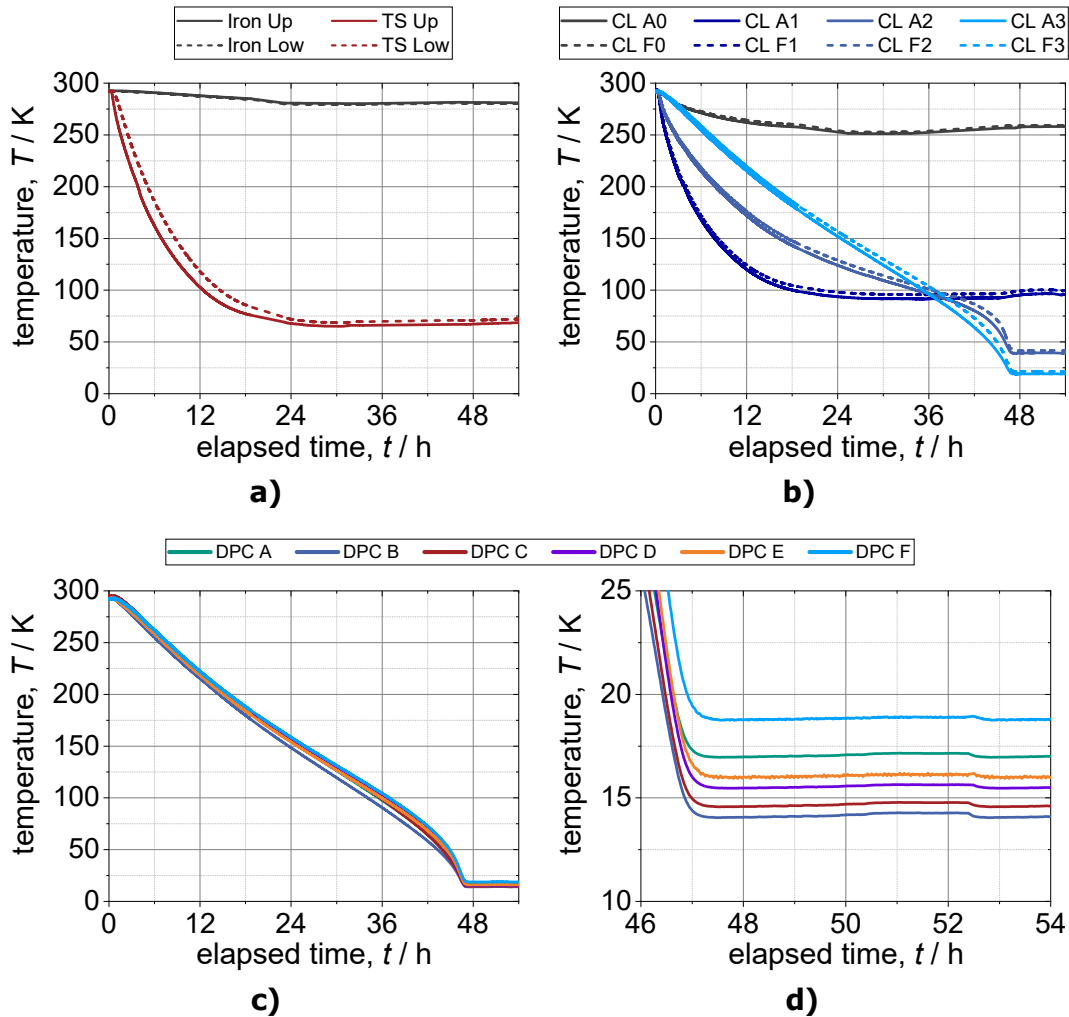 Iron Up TS Up
Iron Low TS Low
CL A0 CL A1 CL A2 CL A3
CL F0 CL F1 CL F2 CL F3
300
250
200
150
100
50
0
temperature, T / K
0 12 24 36 48
elapsed time, t / h
a)
300
250
200
150
100
50
0
temperature, T / K
0 12 24 36 48
elapsed time, t / h
b)
DPC A DPC B DPC C DPC D DPC E DPC F
300
250
200
150
100
50
0
temperature, T / K
0 12 24 36 48
elapsed time, t / h
c)
25
20
15
10
temperature, T / K
46 48 50 52 54
elapsed time, t / h
d)